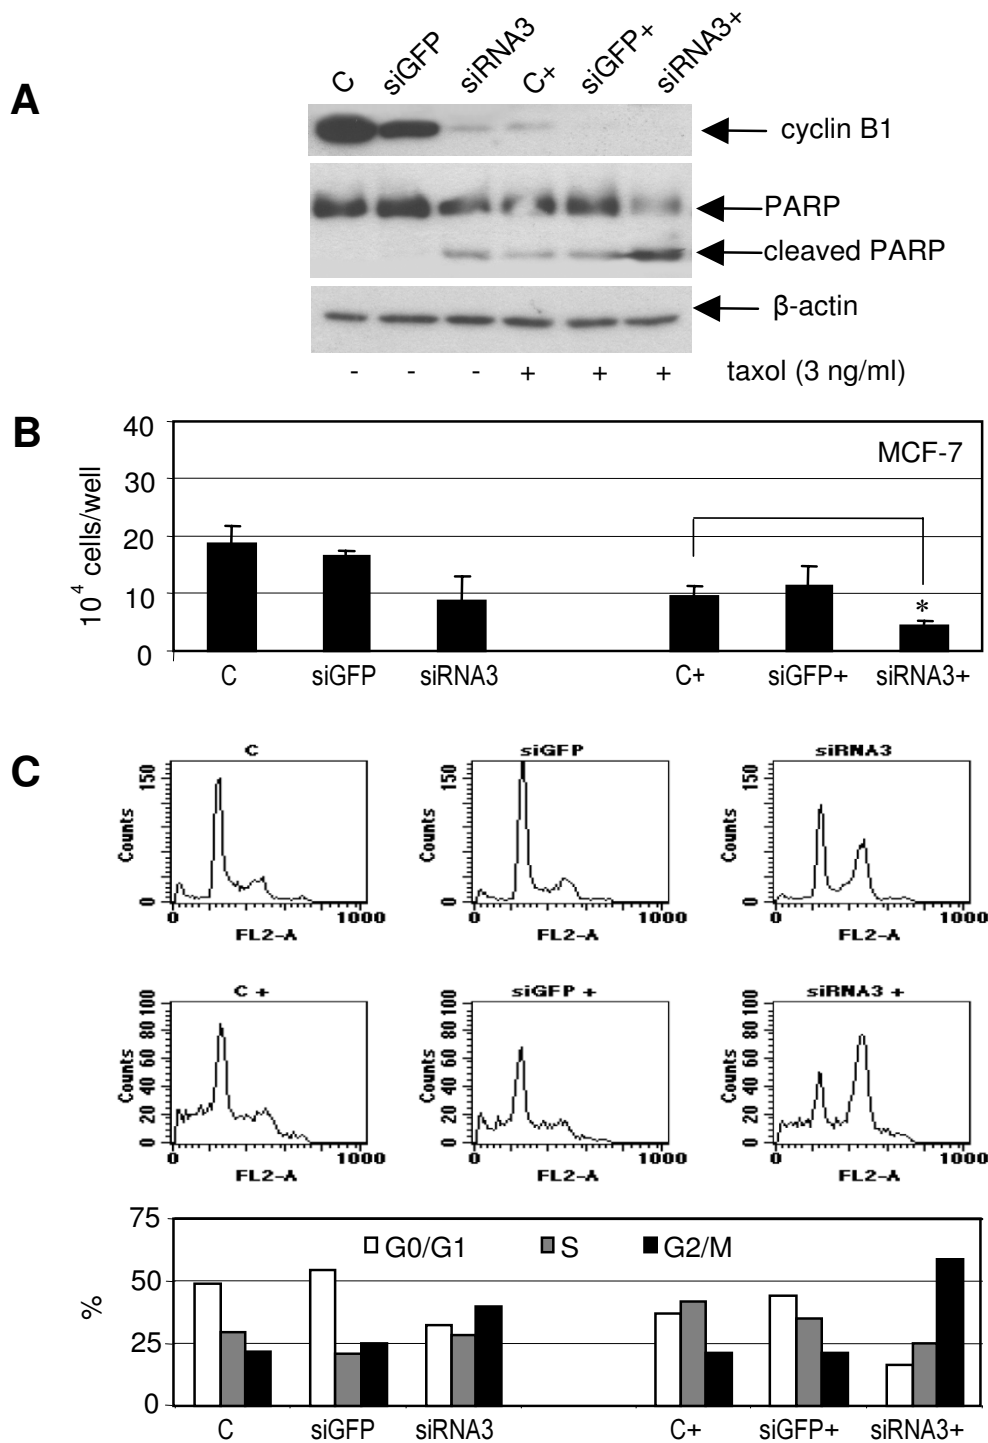 A
C siGFP siRNA3 C+ siGFP+ siRNA3+
cyclin B1
PARP
cleaved PARP
β-actin
- - - + + + taxol (3 ng/ml)
B
MCF-7
10⁴ cells/well
40
30
20
10
0
*
C siGFP siRNA3 C+ siGFP+ siRNA3+
C
C siGFP siRNA3
Counts Counts Counts
150 150 150
0 0 0
0 1000 0 1000 0 1000
FL2-A FL2-A FL2-A
C + siGFP + siRNA3 +
Counts Counts Counts
0 20 40 60 80 100 0 20 40 60 80 100 0 20 40 60 80 100
0 1000 0 1000 0 1000
FL2-A FL2-A FL2-A
G0/G1 S G2/M
%
75
50
25
0
C siGFP siRNA3 C+ siGFP+ siRNA3+